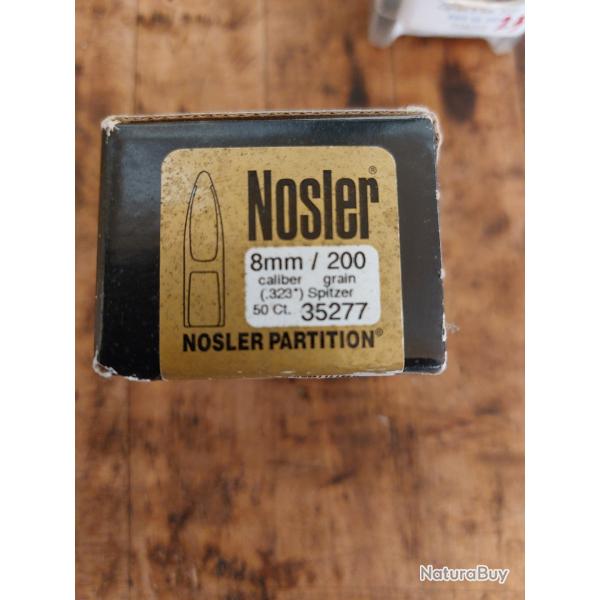 Nosler®
8mm / 200
caliber grain
(.323") Spitzer
50 Ct. 35277
NOSLER PARTITION®
NaturaBuy